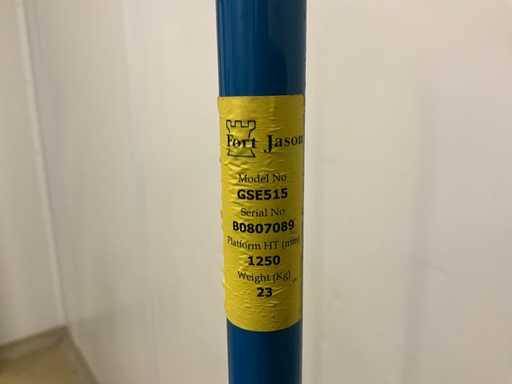 Fort Jason
Model No
GSE515
Serial No
B0807089
Platform HT (mm)
1250
Weight (Kg)
23